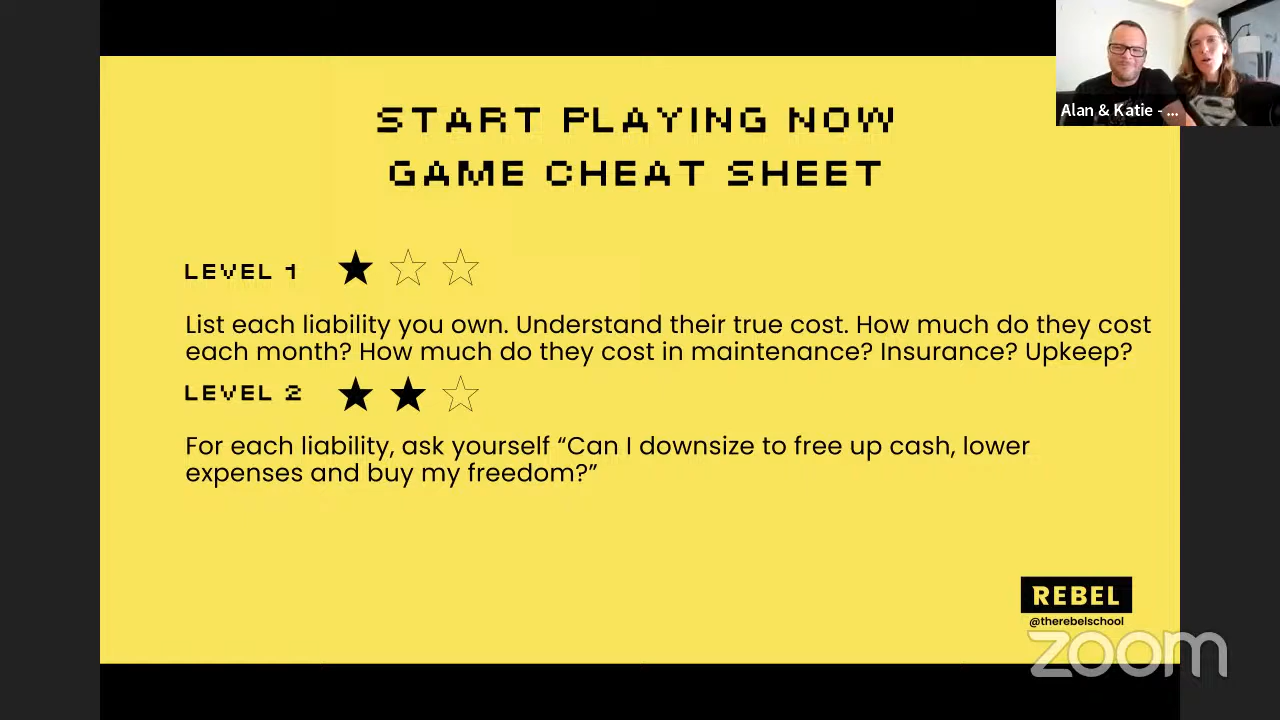 START PLAYING NOW
GAME CHEAT SHEET
Alan & Katie - ...
LEVEL 1
List each liability you own. Understand their true cost. How much do they cost
each month? How much do they cost in maintenance? Insurance? Upkeep?
LEVEL 2
For each liability, ask yourself “Can I downsize to free up cash, lower
expenses and buy my freedom?”
REBEL
@therebelschool
zoom